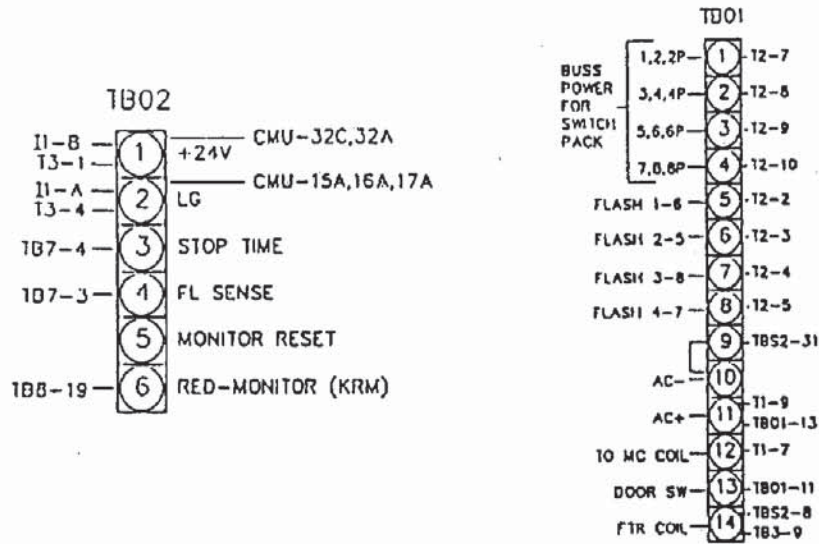 TB02
I1-B
T3-1
1
+24V
CMU-32C,32A
I1-A
T3-4
2
LG
CMU-15A,16A,17A
TB7-4
3
STOP TIME
TB7-3
4
FL SENSE
5
MONITOR RESET
TB8-19
6
RED-MONITOR (KRM)
TB01
BUSS
POWER
FOR
SWITCH
PACK
1,2,2P
1
T2-7
3,4,4P
2
T2-8
5,6,6P
3
T2-9
7,8,8P
4
T2-10
FLASH 1-6
5
T2-2
FLASH 2-5
6
T2-3
FLASH 3-8
7
T2-4
FLASH 4-7
8
T2-5
9
TBS2-31
AC-
10
AC+
11
T1-9
TB01-13
TO MC COIL
12
T1-7
DOOR SW
13
TB01-11
FTR COIL
14
TBS2-8
TB3-9